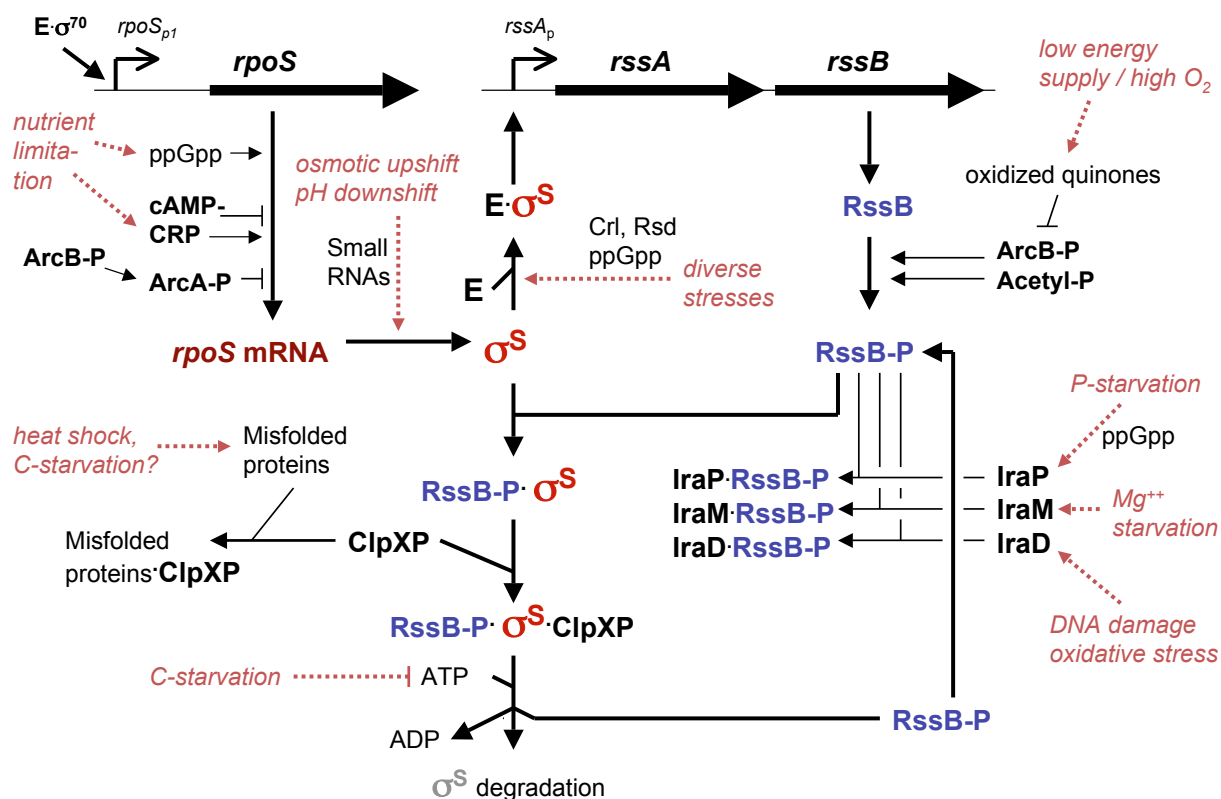 E·σ⁷⁰
rpoSp1
rssAp
rpoS
rssA
rssB
low energy
supply / high O₂
nutrient
limita-
tion
ppGpp
osmotic upshift
pH downshift
oxidized quinones
cAMP-
CRP
E·σˢ
RssB
Small
RNAs
Crl, Rsd
ppGpp
ArcB-P
ArcA-P
diverse
stresses
ArcB-P
Acetyl-P
E
rpoS mRNA
σˢ
RssB-P
P-starvation
ppGpp
heat shock,
C-starvation?
Misfolded
proteins
RssB-P·σˢ
IraP·RssB-P
IraM·RssB-P
IraD·RssB-P
IraP
IraM
IraD
Mg⁺⁺
starvation
Misfolded
proteins·ClpXP
ClpXP
RssB-P·σˢ·ClpXP
DNA damage
oxidative stress
C-starvation
ATP
ADP
RssB-P
σˢ degradation